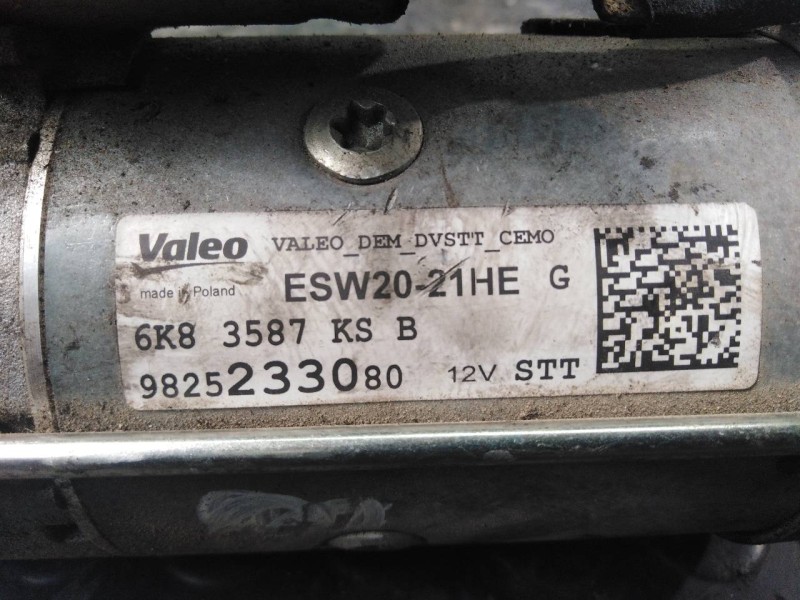 Valeo VALEO_DEM_DVSTT_CEMO
made in Poland ESW20-21HE G
6K8 3587 KS B
9825233080 12V STT